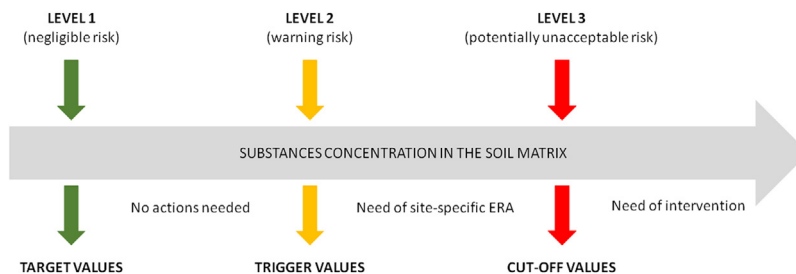 LEVEL 1
(negligible risk)
LEVEL 2
(warning risk)
LEVEL 3
(potentially unacceptable risk)
SUBSTANCES CONCENTRATION IN THE SOIL MATRIX
No actions needed
Need of site-specific ERA
Need of intervention
TARGET VALUES
TRIGGER VALUES
CUT-OFF VALUES